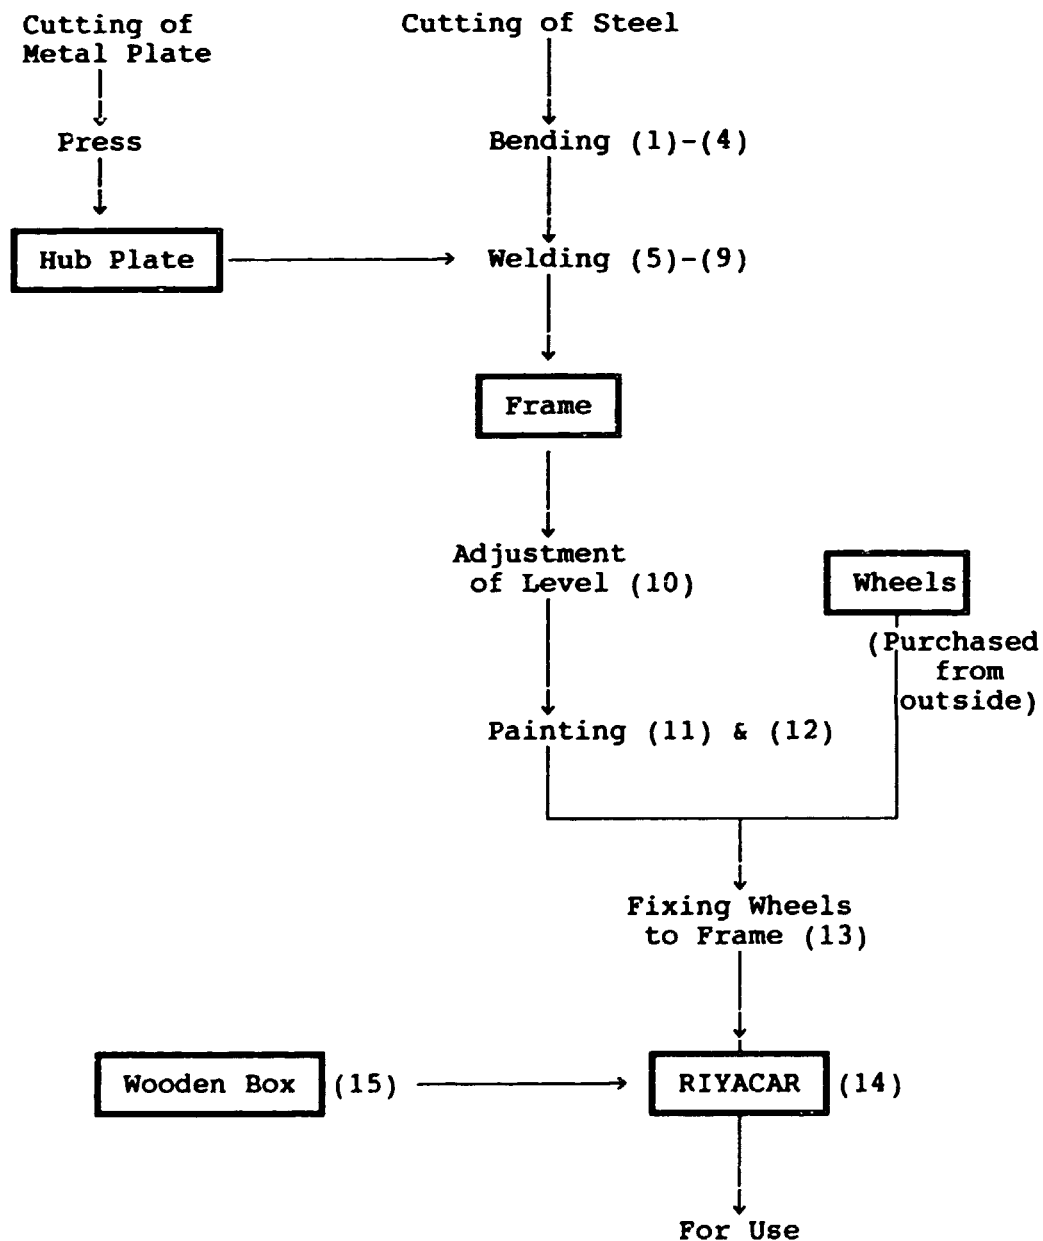 Cutting of
Metal Plate
Cutting of Steel
Press
Bending (1)-(4)
Hub Plate
Welding (5)-(9)
Frame
Adjustment
of Level (10)
Wheels
(Purchased
from
outside)
Painting (11) & (12)
Fixing Wheels
to Frame (13)
Wooden Box (15)
RIYACAR (14)
For Use